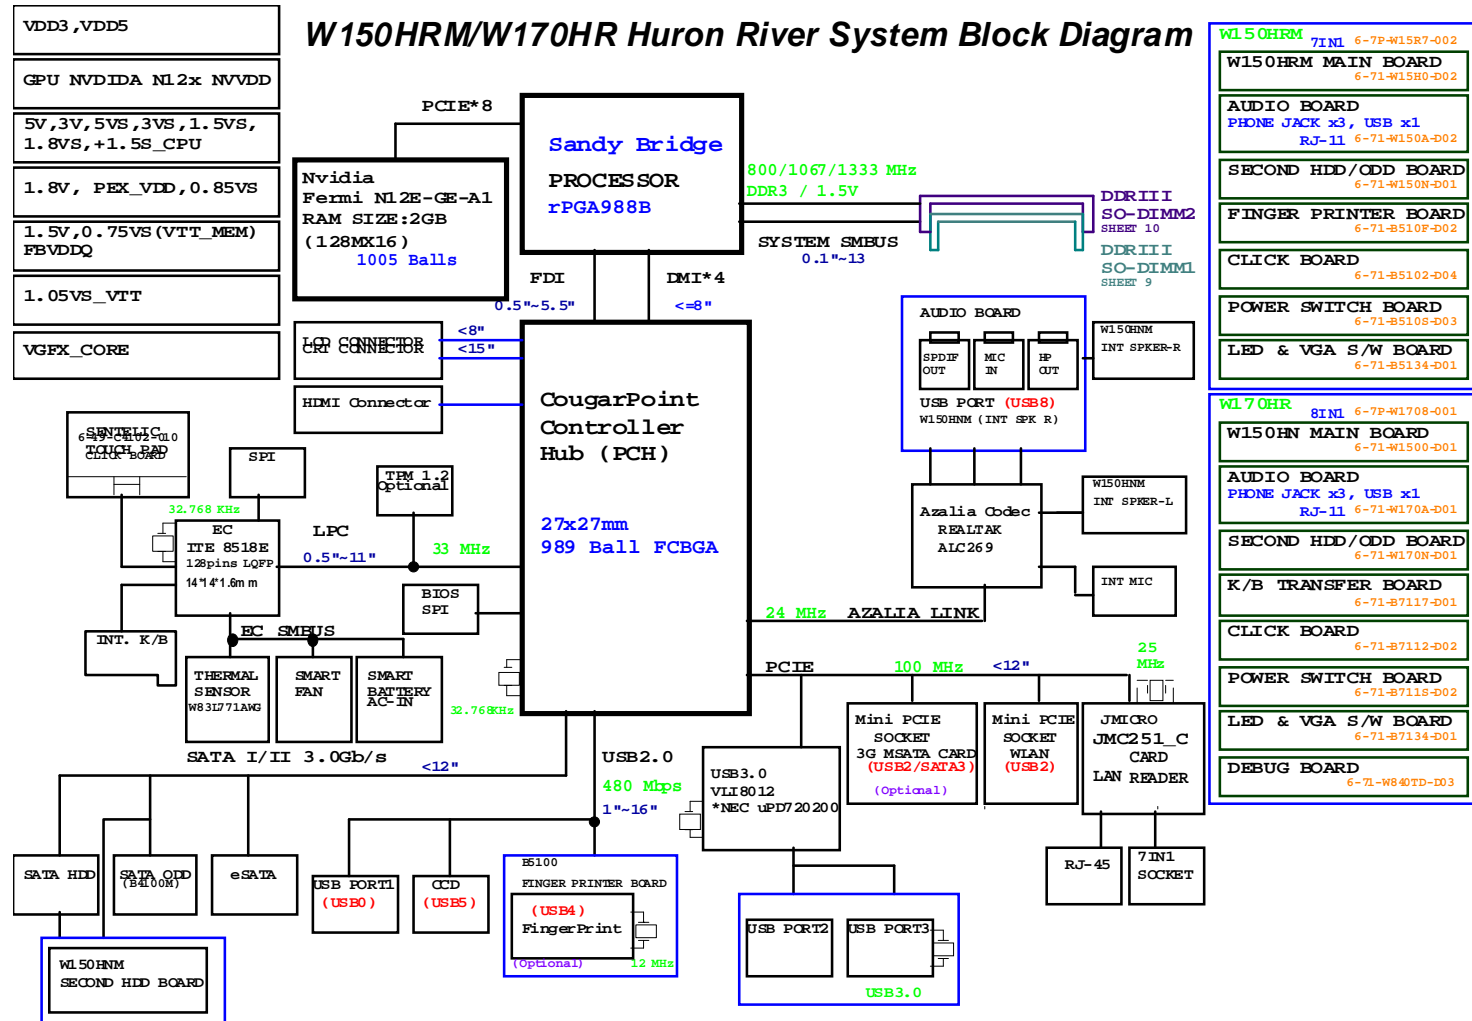 W150HRM/W170HR Huron River System Block Diagram
VDD3,VDD5
GPU NVDIDA N12x NVVDD
5V,3V,5VS,3VS,1.5VS,
1.8VS,+1.5S_CPU
1.8V, PEX_VDD,0.85VS
1.5V,0.75VS(VTT_MEM)
FBVDDQ
1.05VS_VTT
VGFX_CORE
PCIE*8
Nvidia
Fermi N12E-GE-A1
RAM SIZE:2GB
(128MX16)
1005 Balls
Sandy Bridge
PROCESSOR
rPGA988B
800/1067/1333 MHz
DDR3 / 1.5V
SYSTEM SMBUS
0.1"~13
DDRIII
SO-DIMM2
SHEET 10
DDRIII
SO-DIMM1
SHEET 9
FDI
0.5"~5.5"
DMI*4
<=8"
LCD CONNECTOR
CRT CONNECTOR
<8"
<15"
HDMI Connector
CougarPoint
Controller
Hub (PCH)
27x27mm
989 Ball FCBGA
AUDIO BOARD
SPDIF
OUT
MIC
IN
HP
OUT
USB PORT (USB8)
W150HNM (INT SPK R)
W150HNM
INT SPKER-R
SENTELIC
TOUCH PAD
6-49-C4102-010
CLICK BOARD
SPI
TPM 1.2
Optional
32.768 KHz
EC
ITE 8518E
128pins LQFP
14*14*1.6mm
LPC
0.5"~11"
33 MHz
BIOS
SPI
INT. K/B
EC SMBUS
THERMAL
SENSOR
W83L771AWG
SMART
FAN
SMART
BATTERY
AC-IN
32.768KHz
Azalia Codec
REALTAK
ALC269
W150HNM
INT SPKER-L
INT MIC
24 MHz
AZALIA LINK
PCIE
100 MHz
<12"
25
MHz
Mini PCIE
SOCKET
3G MSATA CARD
(USB2/SATA3)
(Optional)
Mini PCIE
SOCKET
WLAN
(USB2)
JMICRO
JMC251_C
CARD
LAN READER
RJ-45
7IN1
SOCKET
USB3.0
VLI8012
*NEC uPD720200
USB PORT2
USB PORT3
USB3.0
SATA I/II 3.0Gb/s
<12"
USB2.0
480 Mbps
1"~16"
SATA HDD
SATA ODD
(B4100M)
eSATA
USB PORT1
(USB0)
CCD
(USB5)
B5100
FINGER PRINTER BOARD
(USB4)
FingerPrint
(Optional)
12 MHz
W150HNM
SECOND HDD BOARD
W150HRM
7IN1 6-7P-W15R7-002
W150HRM MAIN BOARD
6-71-W15H0-D02
AUDIO BOARD
PHONE JACK x3, USB x1
RJ-11 6-71-W150A-D02
SECOND HDD/ODD BOARD
6-71-W150N-D01
FINGER PRINTER BOARD
6-71-B510F-D02
CLICK BOARD
6-71-B5102-D04
POWER SWITCH BOARD
6-71-B510S-D03
LED & VGA S/W BOARD
6-71-B5134-D01
W170HR
8IN1 6-7P-W1708-001
W150HN MAIN BOARD
6-71-W1500-D01
AUDIO BOARD
PHONE JACK x3, USB x1
RJ-11 6-71-W170A-D01
SECOND HDD/ODD BOARD
6-71-W170N-D01
K/B TRANSFER BOARD
6-71-B7117-D01
CLICK BOARD
6-71-B7112-D02
POWER SWITCH BOARD
6-71-B711S-D02
LED & VGA S/W BOARD
6-71-B7134-D01
DEBUG BOARD
6-71-W840TD-D03